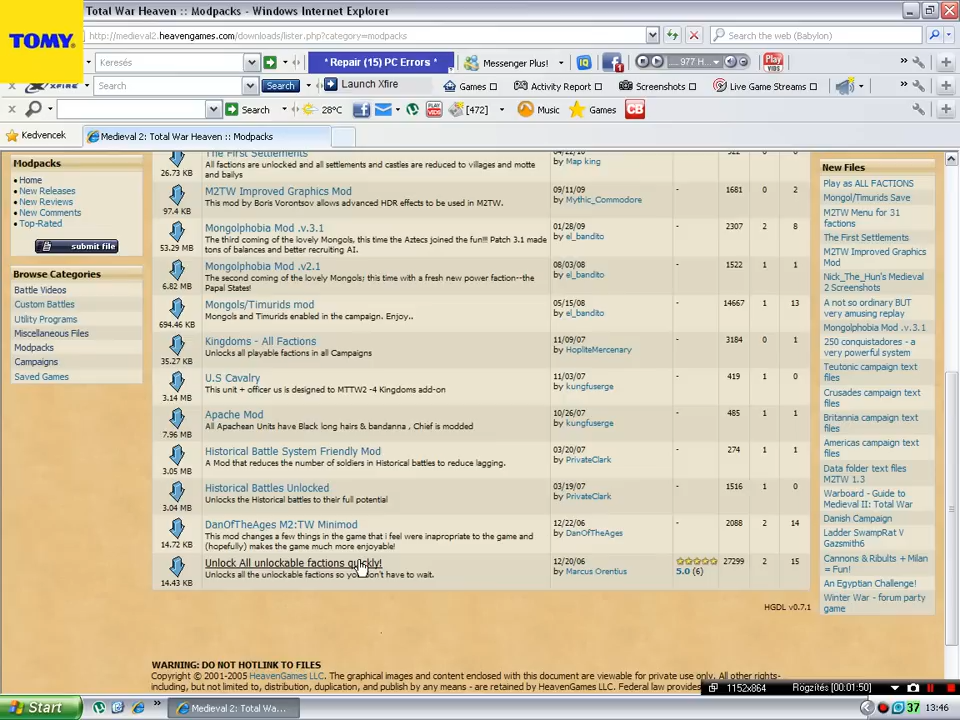 Total War Heaven :: Modpacks - Windows Internet Explorer
TOMY.
http://medieval2.heavengames.com/downloads/lister.php?category=modpacks
Search the web (Babylon)
Keresés
* Repair (15) PC Errors *
Messenger Plus!
977 H...
Play VIDS
XFIRE
Search
Search
Launch Xfire
Games
Activity Report
Screenshots
Live Game Streams
Search
28°C
[472]
Music
Games
CB
Kedvencek
Medieval 2: Total War Heaven :: Modpacks
Modpacks
Home
New Releases
New Reviews
New Comments
Top-Rated
submit file
Browse Categories
Battle Videos
Custom Battles
Utility Programs
Miscellaneous Files
Modpacks
Campaigns
Saved Games
The First Settlements
All factions are unlocked and all settlements and castles are reduced to villages and motte
and baileys
26.73 KB
by Map king
M2TW Improved Graphics Mod
This mod by Boris Vorontsov allows advanced HDR effects to be used in M2TW.
97.4 KB
09/11/09
by Mythic_Commodore
- 1681 0 2
Mongolphobia Mod .v.3.1
The third coming of the lovely Mongols, this time the Aztecs joined the fun!!! Patch 3.1 made
tons of balances and better recruiting AI.
53.29 MB
01/28/09
by el_bandito
- 2307 2 8
Mongolphobia Mod .v2.1
The second coming of the lovely Mongols; this time with a fresh new power faction--the
Papal States!
6.82 MB
08/03/08
by el_bandito
- 1522 1 1
Mongols/Timurids mod
Mongols and Timurids enabled in the campaign. Enjoy..
694.46 KB
05/15/08
by el_bandito
- 14667 1 13
Kingdoms - All Factions
Unlocks all playable factions in all Campaigns
35.27 KB
11/09/07
by HopliteMercenary
- 3184 0 1
U.S Cavalry
This unit + officer us is designed to MTTW2 -4 Kingdoms add-on
3.14 MB
11/03/07
by kungfuserge
- 419 1 0
Apache Mod
All Apachean Units have Black long hairs & bandanna , Chief is modded
7.96 MB
10/26/07
by kungfuserge
- 485 1 1
Historical Battle System Friendly Mod
A Mod that reduces the number of soldiers in Historical battles to reduce lagging.
3.05 MB
03/20/07
by PrivateClark
- 274 1 1
Historical Battles Unlocked
Unlocks the Historical battles to their full potential
3.04 MB
03/19/07
by PrivateClark
- 1516 1 0
DanOfTheAges M2:TW Minimod
This mod changes a few things in the game that i feel were inappropriate to the game and
(hopefully) makes the game much more enjoyable!
14.72 KB
12/22/06
by DanOfTheAges
- 2088 2 14
Unlock All unlockable factions quickly!
Unlocks all the unlockable factions so you don't have to wait.
14.43 KB
12/20/06
by Marcus Orentius
5.0 (6)
27299 2 15
HGDL v0.7.1
New Files
Play as ALL FACTIONS
Mongol/Timurids Save
M2TW Menu for 31
factions
The First Settlements
M2TW Improved Graphics
Mod
Nick_The_Hun's Medieval
2 Screenshots
A not so ordinary BUT
very amusing replay
Mongolphobia Mod .v.3.1
250 conquistadores - a
very powerful system
Teutonic campaign text
files
Crusades campaign text
files
Britannia campaign text
files
Americas campaign text
files
Data folder text files
M2TW 1.3
Warboard - Guide to
Medieval II: Total War
Danish Campaign
Ladder SwampRat V
Gazsmith6
Cannons & Ribults + Milan
= Fun!
An Egyptian Challenge!
Winter War - forum party
game
WARNING: DO NOT HOTLINK TO FILES
Copyright © 2001-2005 HeavenGames LLC. The graphical images and content enclosed with this document are viewable for private use only. All other rights-
including, but not limited to, distribution, duplication, and publish by any means - are retained by HeavenGames LLC. Federal law provides
1152x864
Rögzítés (00:01:50)
Start
Medieval 2: Total Wa...
37
13:46